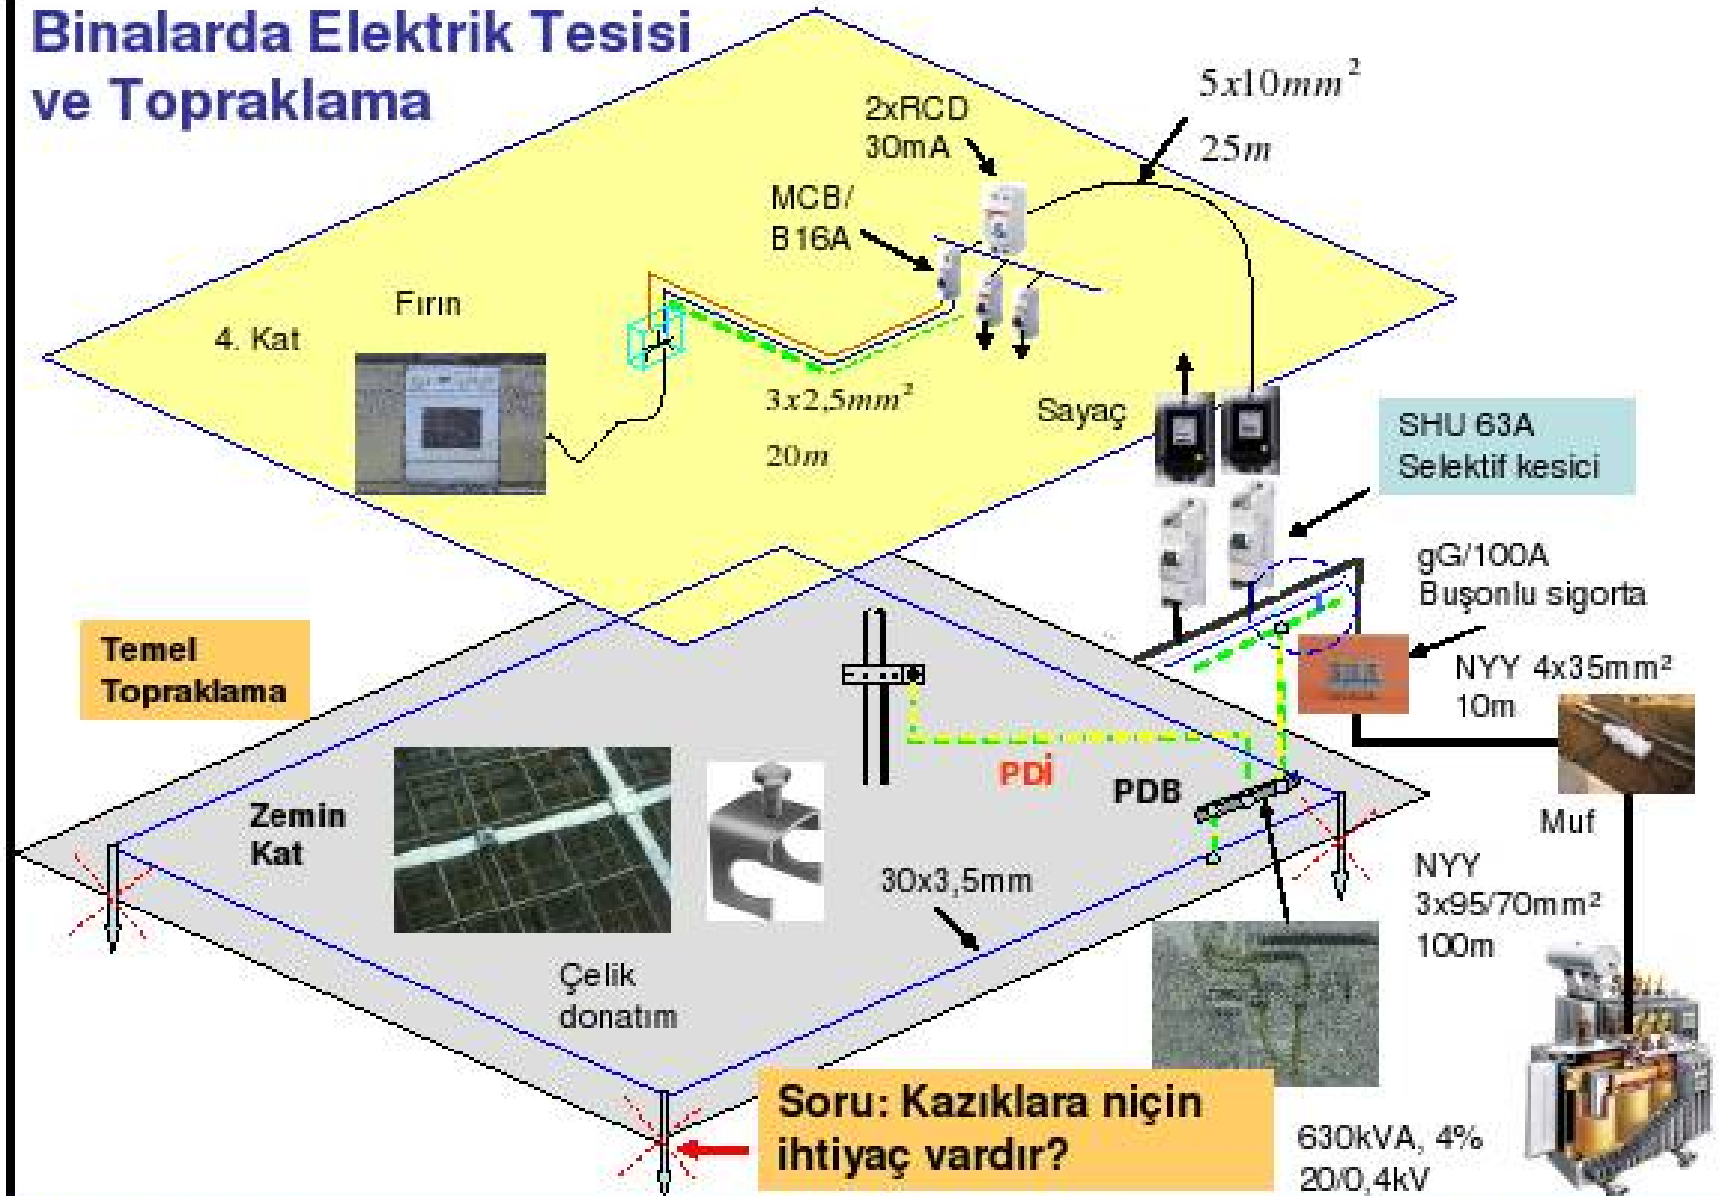 Binalarda Elektrik Tesisi
ve Topraklama
5x10mm²
25m
2xRCD
30mA
MCB/
B16A
Fırın
4. Kat
3x2,5mm²
20m
Sayaç
SHU 63A
Selektif kesici
gG/100A
Buşonlu sigorta
NYY 4x35mm²
10m
Temel
Topraklama
PDİ
PDB
Zemin
Kat
Muf
30x3,5mm
NYY
3x95/70mm²
100m
Çelik
donatım
Soru: Kazıklara niçin
ihtiyaç vardır?
630kVA, 4%
20/0,4kV